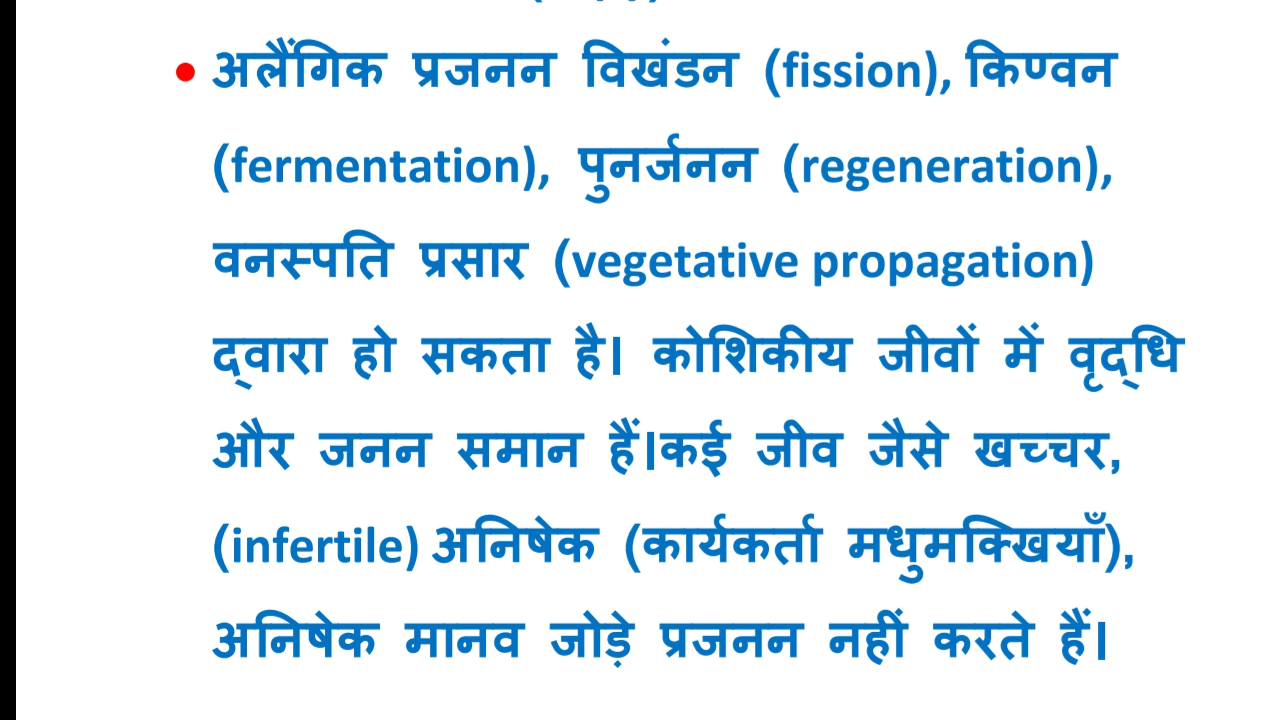 • अलैंगिक प्रजनन विखंडन (fission), किण्वन
(fermentation), पुनर्जनन (regeneration),
वनस्पति प्रसार (vegetative propagation)
द्वारा हो सकता है। कोशिकीय जीवों में वृद्धि
और जनन समान हैं।कई जीव जैसे खच्चर,
(infertile) अनिषेक (कार्यकर्ता मधुमक्खियाँ),
अनिषेक मानव जोड़े प्रजनन नहीं करते हैं।